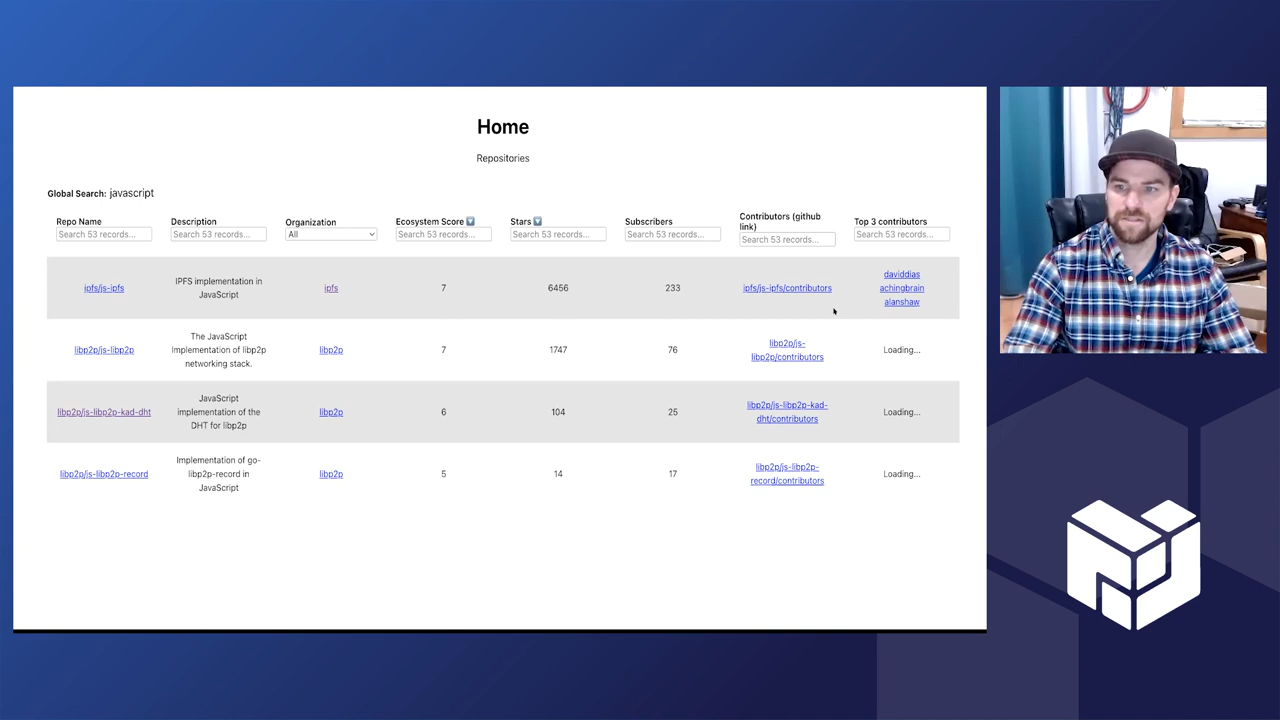 Home
Repositories
Global Search: javascript
Repo Name
Description
Organization
Ecosystem Score
Stars
Subscribers
Contributors (github
link)
Top 3 contributors
Search 53 records...
Search 53 records...
All
Search 53 records...
Search 53 records...
Search 53 records...
Search 53 records...
Search 53 records...
ipfs/js-ipfs
IPFS implementation in
JavaScript
ipfs
7
6456
233
ipfs/js-ipfs/contributors
daviddias
achingbrain
alanshaw
libp2p/js-libp2p
The JavaScript
Implementation of libp2p
networking stack.
libp2p
7
1747
76
libp2p/js-
libp2p/contributors
Loading...
libp2p/js-libp2p-kad-dht
JavaScript
implementation of the
DHT for libp2p
libp2p
6
104
25
libp2p/js-libp2p-kad-
dht/contributors
Loading...
libp2p/js-libp2p-record
Implementation of go-
libp2p-record in
JavaScript
libp2p
5
14
17
libp2p/js-libp2p-
record/contributors
Loading...